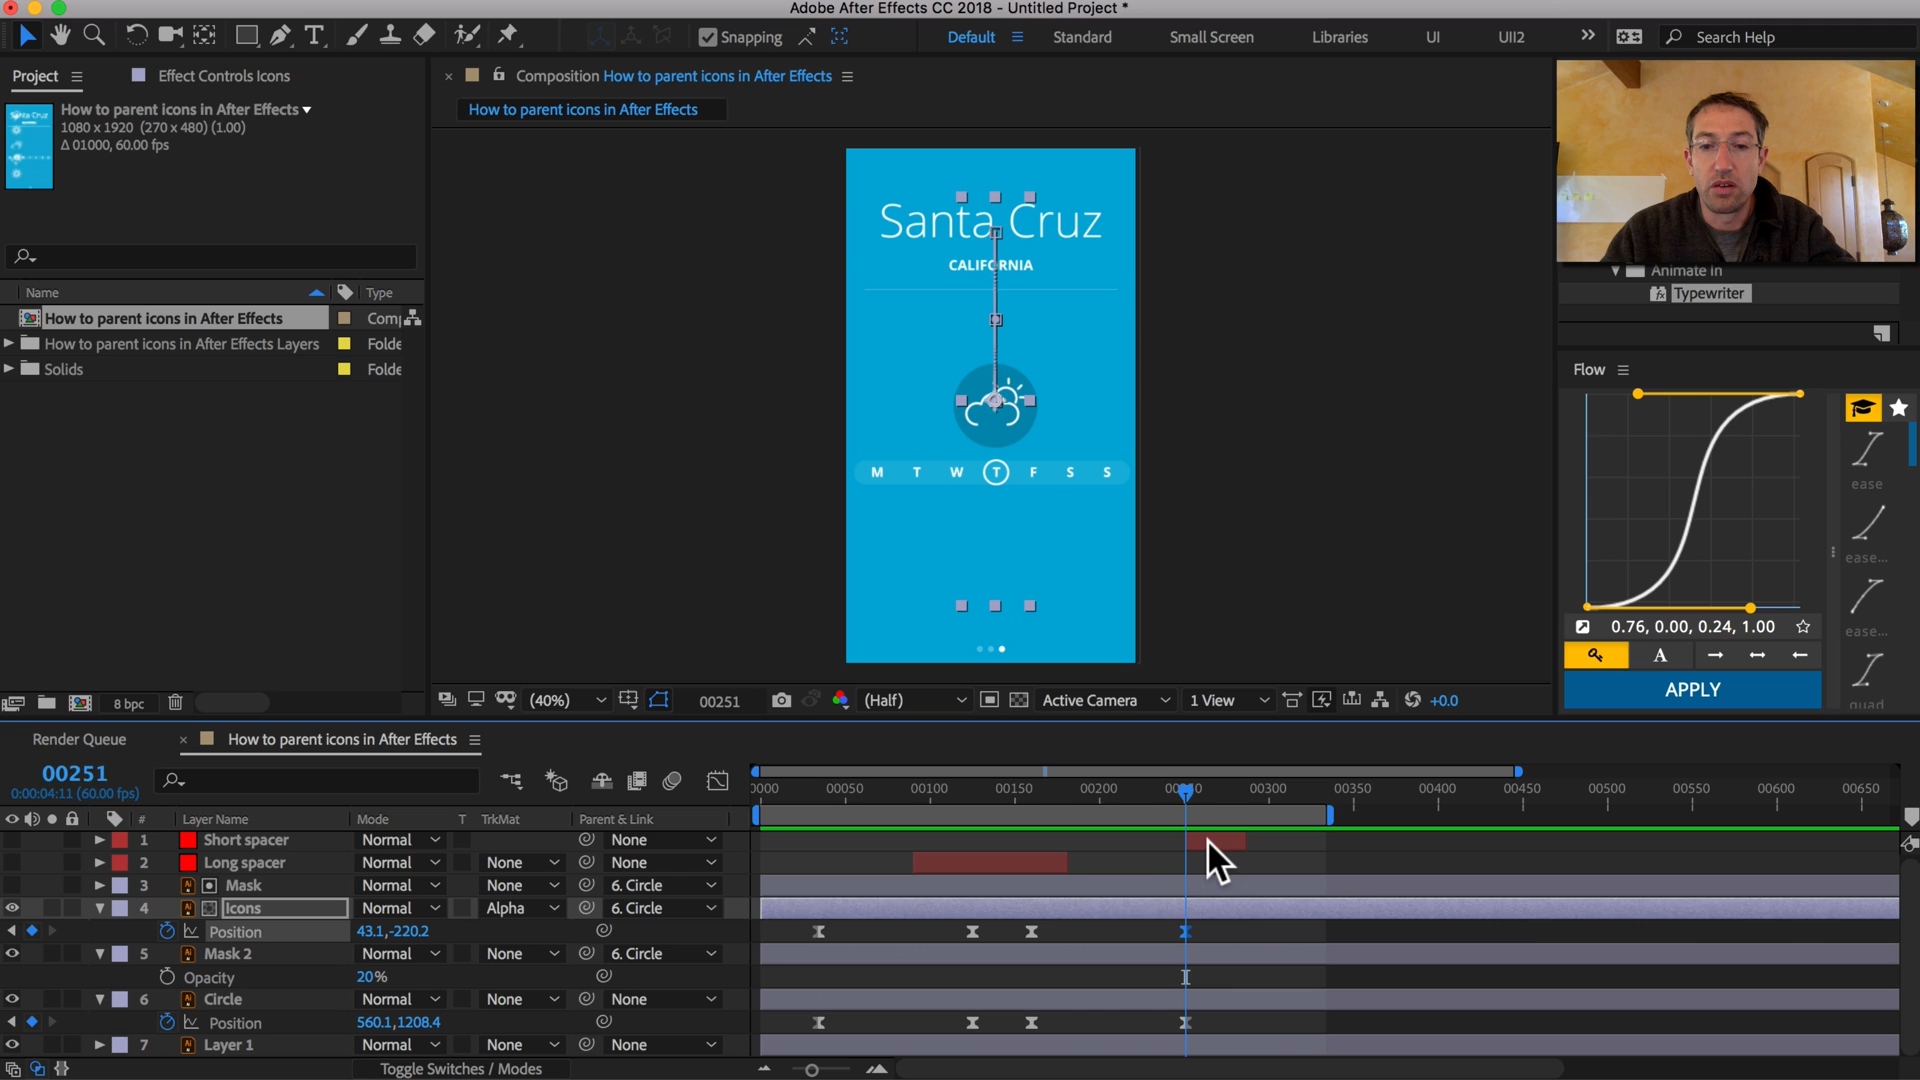 Adobe After Effects CC 2018 - Untitled Project *
Snapping
Default
Standard
Small Screen
Libraries
UI
UI2
Search Help
Project
Effect Controls Icons
Composition How to parent icons in After Effects
How to parent icons in After Effects
How to parent icons in After Effects
1080 x 1920 (270 x 480) (1.00)
Δ 01000, 60.00 fps
Santa Cruz
CALIFORNIA
M T W T F S S
Name
Type
How to parent icons in After Effects
Comp
How to parent icons in After Effects Layers
Folde
Solids
Folde
Animate In
Typewriter
Flow
ease
ease...
ease...
quad
0.76, 0.00, 0.24, 1.00
A
APPLY
8 bpc
(40%)
00251
(Half)
Active Camera
1 View
+0.0
Render Queue
How to parent icons in After Effects
00251
0:00:04:11 (60.00 fps)
0000 00050 00100 00150 00200 00300 00350 00400 00450 00500 00550 00600 00650
# Layer Name Mode T TrkMat Parent & Link
1 Short spacer Normal None
2 Long spacer Normal None None
3 Mask Normal None 6. Circle
4 Icons Normal Alpha 6. Circle
Position 43.1,-220.2
5 Mask 2 Normal None 6. Circle
Opacity 20%
6 Circle Normal None None
Position 560.1,1208.4
7 Layer 1 Normal None None
Toggle Switches / Modes